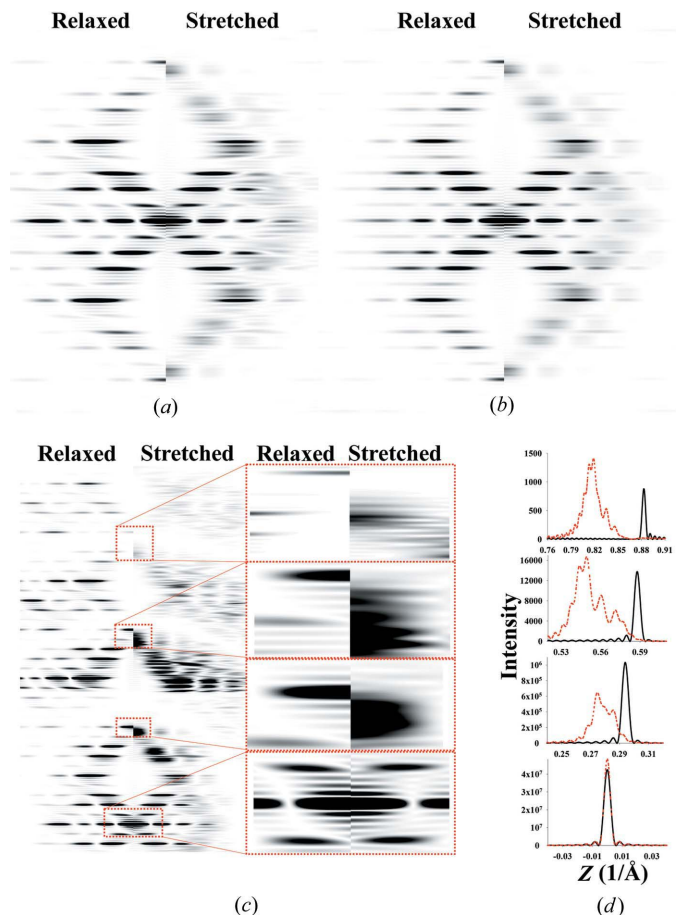 Relaxed Stretched
Relaxed Stretched
(a)
(b)
Relaxed Stretched
Relaxed Stretched
1500
1000
500
0
0.76 0.79 0.82 0.85 0.88 0.91
16000
12000
8000
4000
0
0.53 0.56 0.59
Intensity
10⁶
8x10⁵
6x10⁵
4x10⁵
2x10⁵
0
0.25 0.27 0.29 0.31
4x10⁷
3x10⁷
2x10⁷
10⁷
0
-0.03 -0.01 0.01 0.03
Z (1/Å)
(c)
(d)